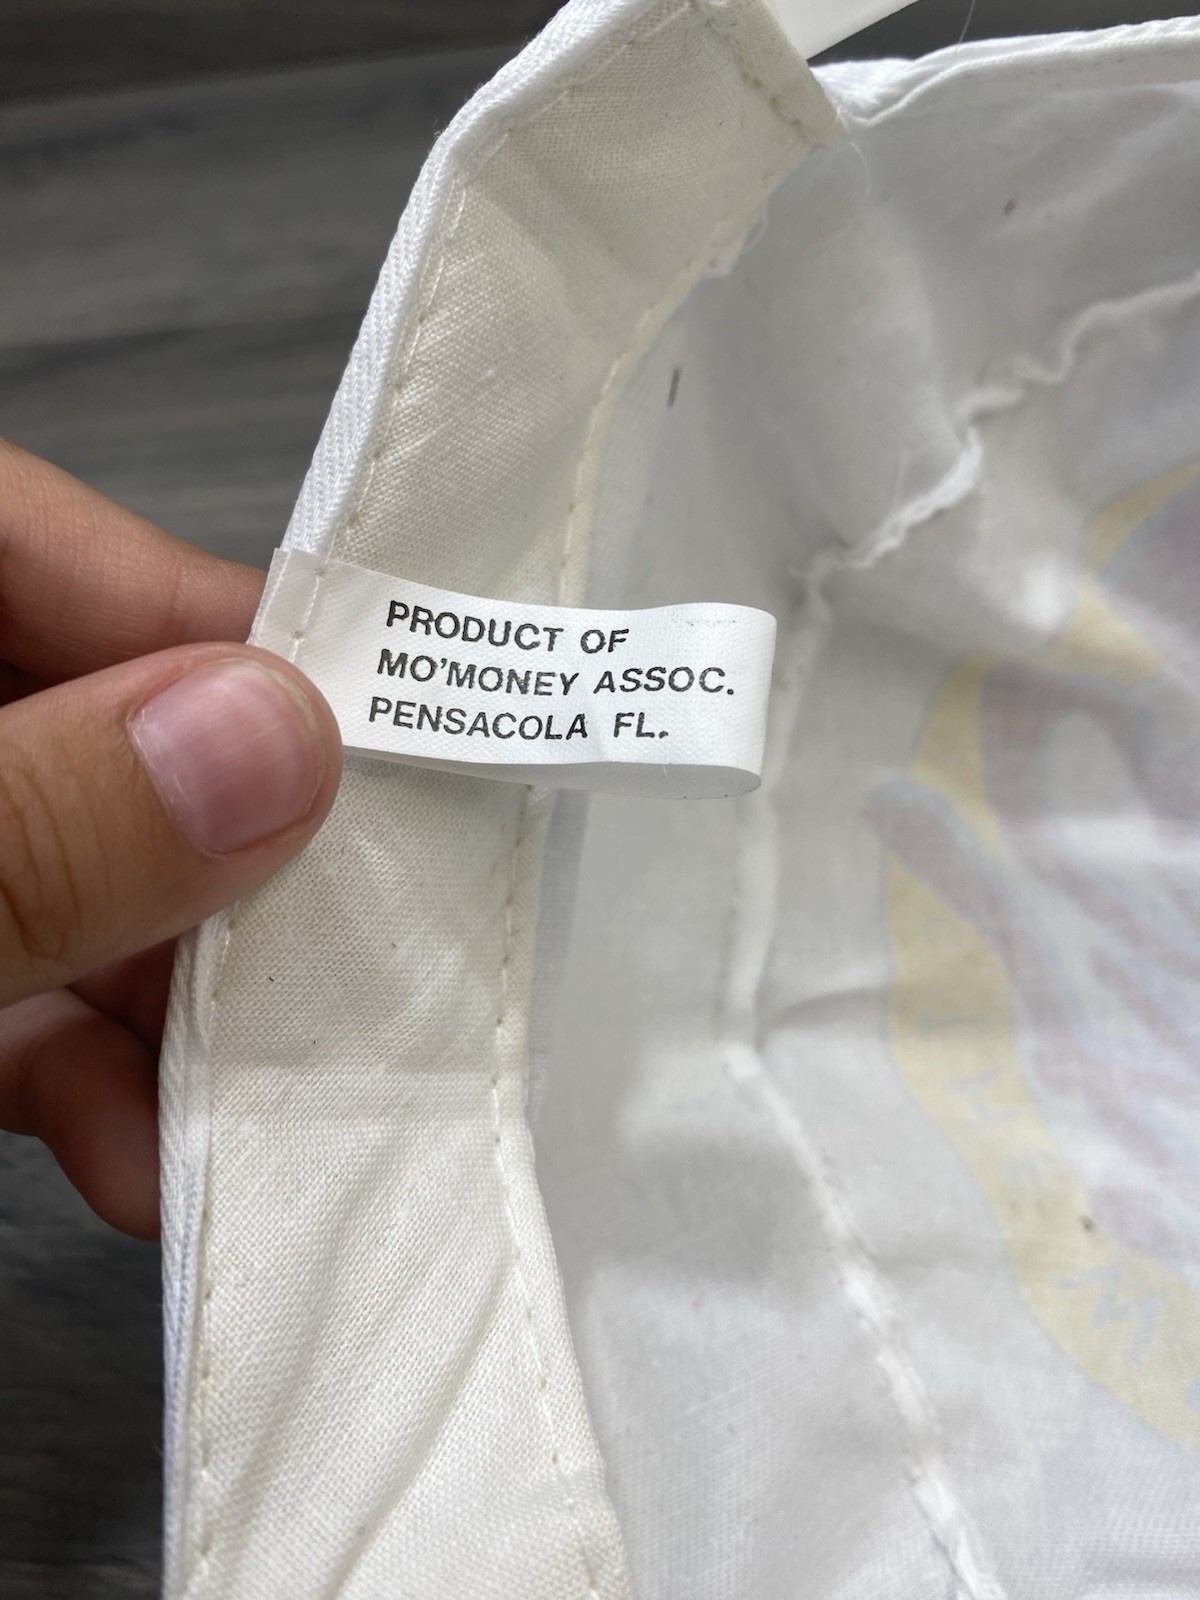 PRODUCT OF
MO'MONEY ASSOC.
PENSACOLA FL.